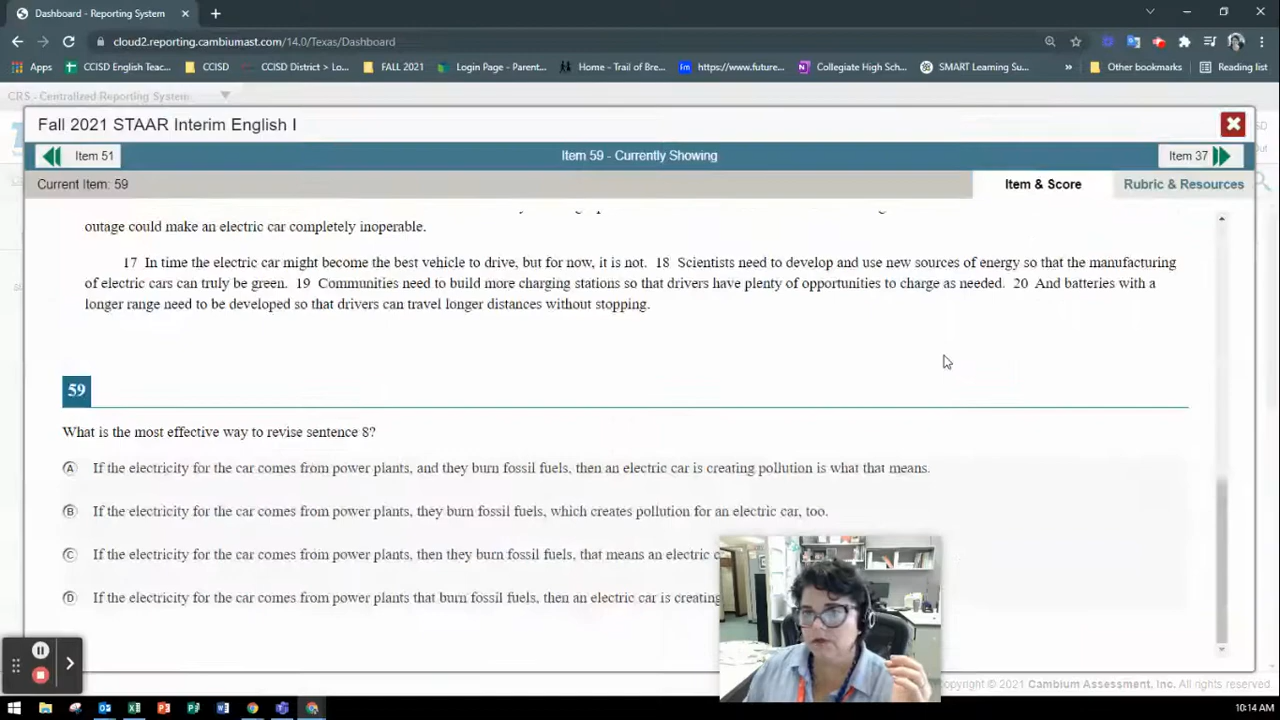 Dashboard - Reporting System
cloud2.reporting.cambiumast.com/14.0/Texas/Dashboard
Apps CCISD English Teac... CCISD CCISD District > Lo... FALL 2021 Login Page - Parent... Home - Trail of Bre... https://www.future... Collegiate High Sc... SMART Learning Su... » Other bookmarks Reading list
CRS - Centralized Reporting System
Fall 2021 STAAR Interim English I
Item 51 Item 59 - Currently Showing Item 37
Current Item: 59 Item & Score Rubric & Resources
outage could make an electric car completely inoperable.
17 In time the electric car might become the best vehicle to drive, but for now, it is not. 18 Scientists need to develop and use new sources of energy so that the manufacturing
of electric cars can truly be green. 19 Communities need to build more charging stations so that drivers have plenty of opportunities to charge as needed. 20 And batteries with a
longer range need to be developed so that drivers can travel longer distances without stopping.
59
What is the most effective way to revise sentence 8?
A If the electricity for the car comes from power plants, and they burn fossil fuels, then an electric car is creating pollution is what that means.
B If the electricity for the car comes from power plants, they burn fossil fuels, which creates pollution for an electric car, too.
C If the electricity for the car comes from power plants, then they burn fossil fuels, that means an electric
D If the electricity for the car comes from power plants that burn fossil fuels, then an electric car is creating
opyright © 2021 Cambium Assessment, Inc. All rights reserved.
10:14 AM